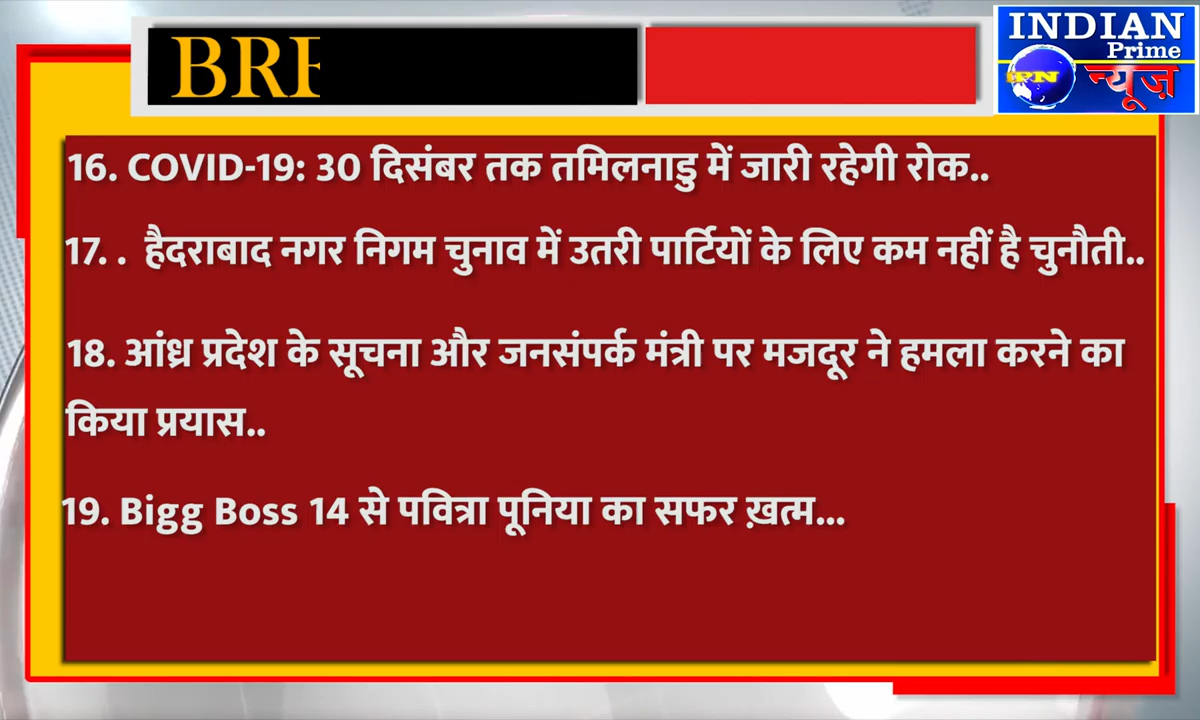 BRE
INDIAN
Prime
IPN न्यूज़
16. COVID-19: 30 दिसंबर तक तमिलनाडु में जारी रहेगी रोक..
17. . हैदराबाद नगर निगम चुनाव में उतरी पार्टियों के लिए कम नहीं है चुनौती..
18. आंध्र प्रदेश के सूचना और जनसंपर्क मंत्री पर मजदूर ने हमला करने का
किया प्रयास..
19. Bigg Boss 14 से पवित्रा पूनिया का सफर ख़त्म...